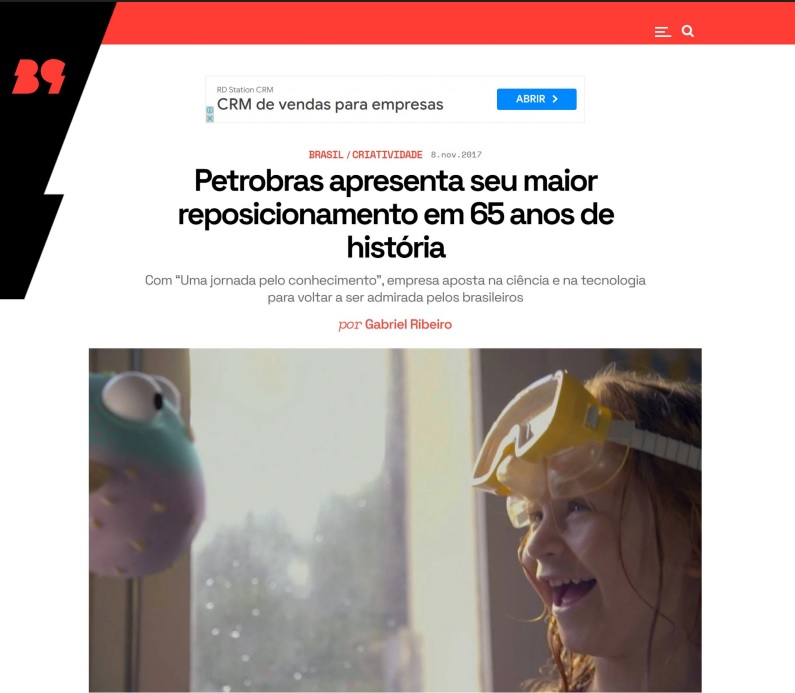 B9
RD Station CRM
CRM de vendas para empresas
ABRIR
BRASIL / CRIATIVIDADE 8.nov.2017
Petrobras apresenta seu maior
reposicionamento em 65 anos de
história
Com “Uma jornada pelo conhecimento”, empresa aposta na ciência e na tecnologia
para voltar a ser admirada pelos brasileiros
por Gabriel Ribeiro